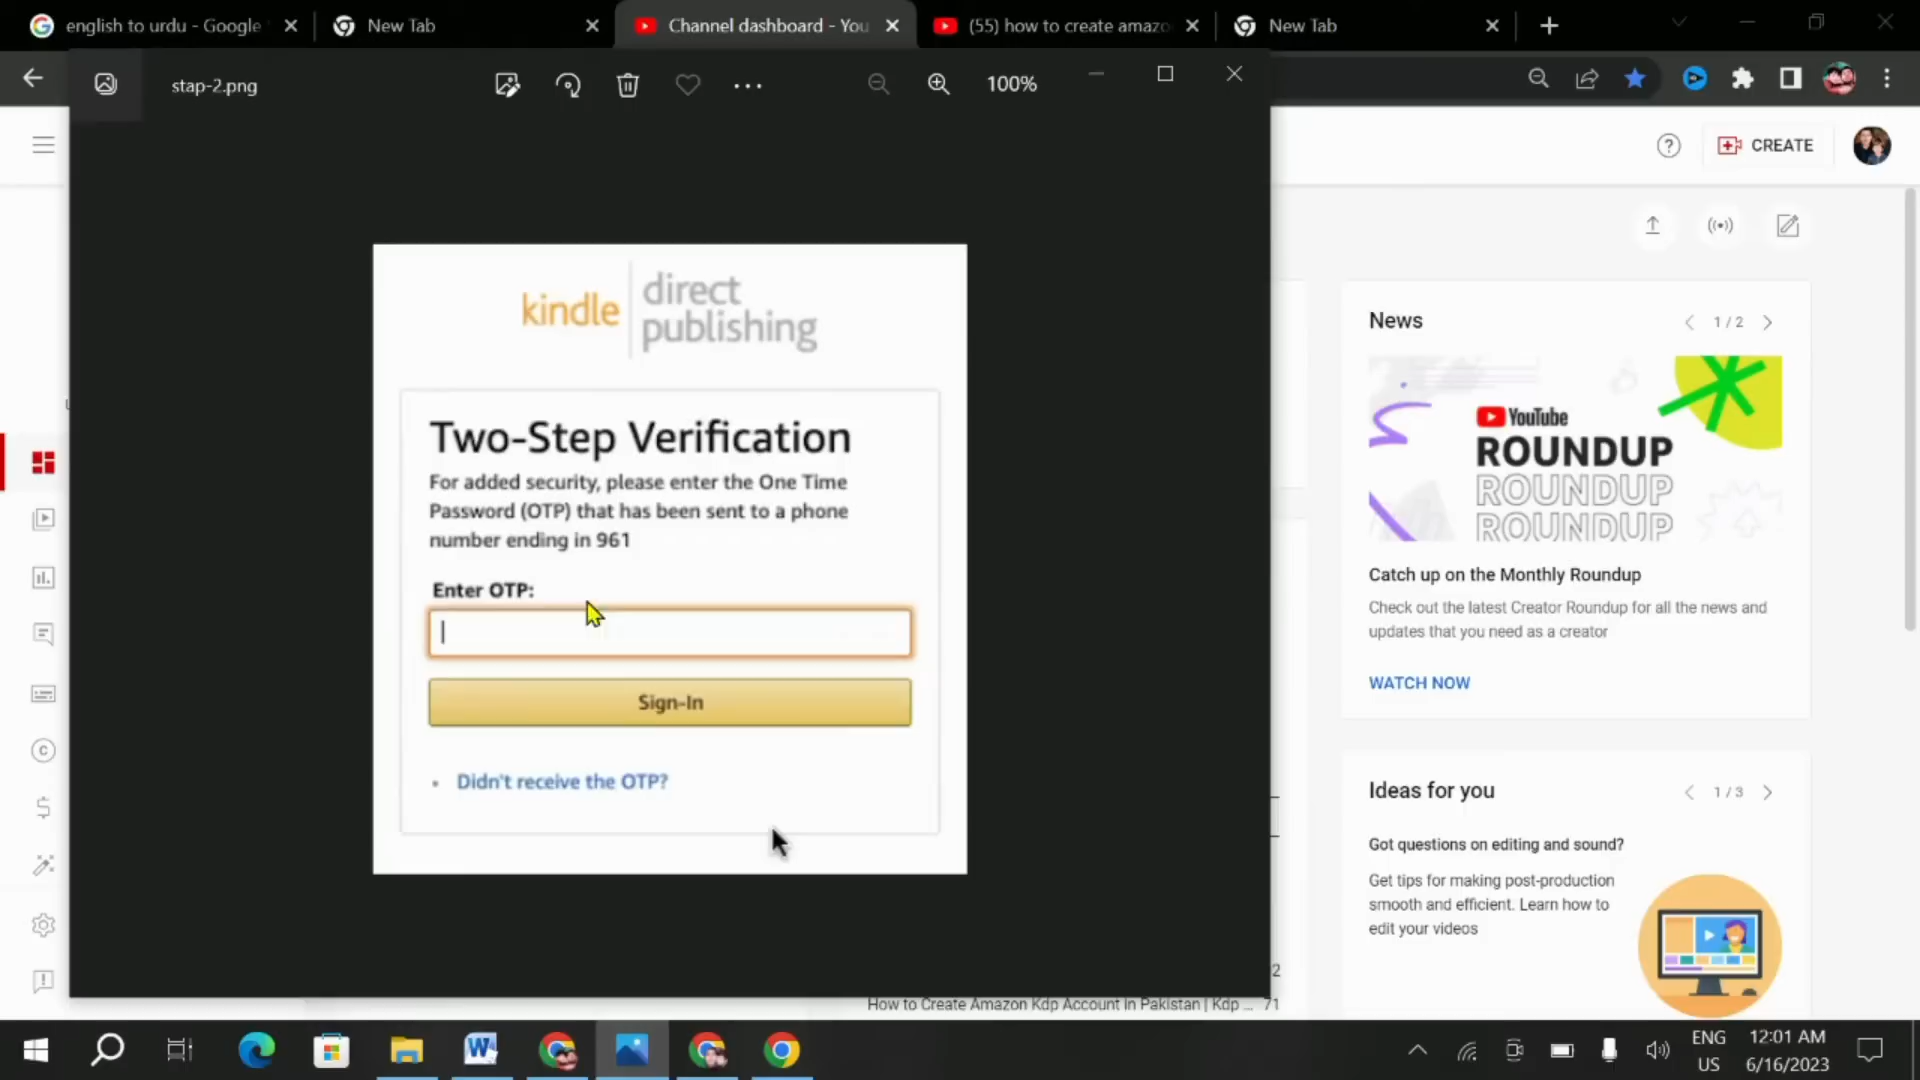 english to urdu - Google
New Tab
Channel dashboard - You
(55) how to create amazo
New Tab
stap-2.png
100%
CREATE
kindle
direct
publishing
Two-Step Verification
For added security, please enter the One Time
Password (OTP) that has been sent to a phone
number ending in 961
Enter OTP:
Sign-In
Didn't receive the OTP?
News
1 / 2
YouTube
ROUNDUP
ROUNDUP
ROUNDUP
Catch up on the Monthly Roundup
Check out the latest Creator Roundup for all the news and
updates that you need as a creator
WATCH NOW
Ideas for you
1 / 3
Got questions on editing and sound?
Get tips for making post-production
smooth and efficient. Learn how to
edit your videos
2
How to Create Amazon Kdp Account In Pakistan | Kdp ... 71
ENG
US
12:01 AM
6/16/2023